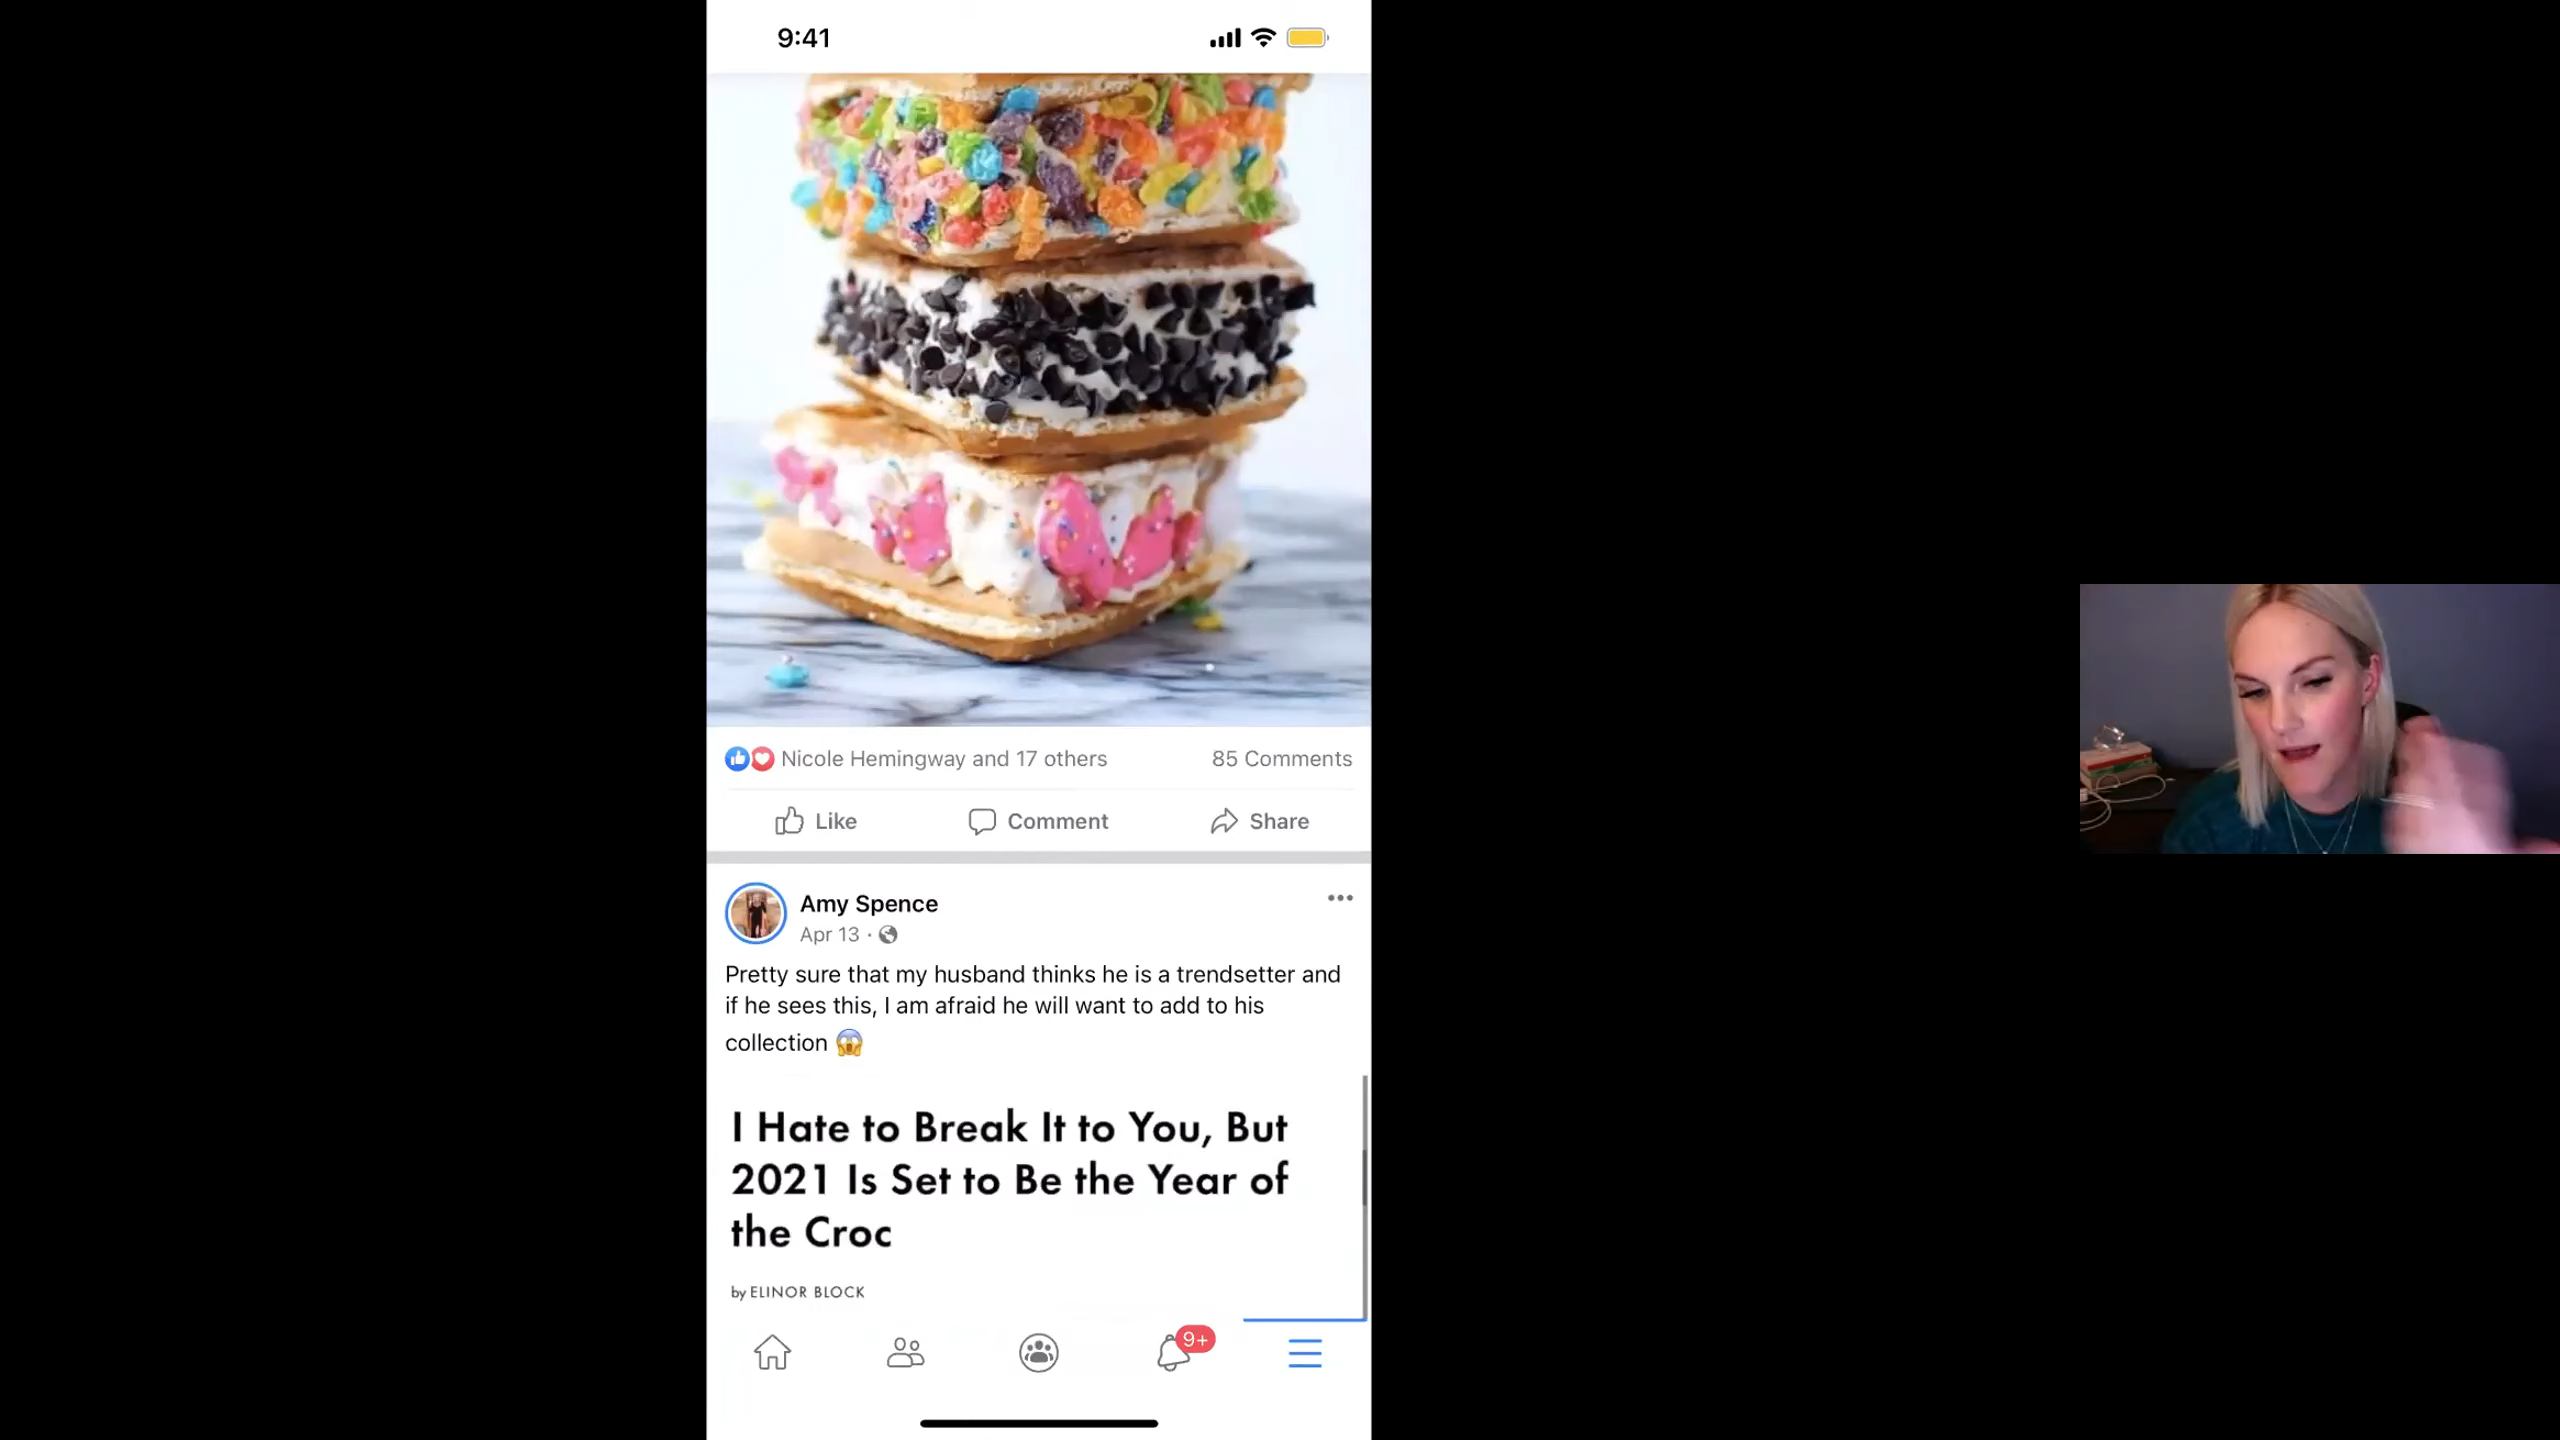 9:41
Nicole Hemingway and 17 others
85 Comments
Like
Comment
Share
Amy Spence
Apr 13 ·
Pretty sure that my husband thinks he is a trendsetter and
if he sees this, I am afraid he will want to add to his
collection 😱
I Hate to Break It to You, But
2021 Is Set to Be the Year of
the Croc
by ELINOR BLOCK
9+